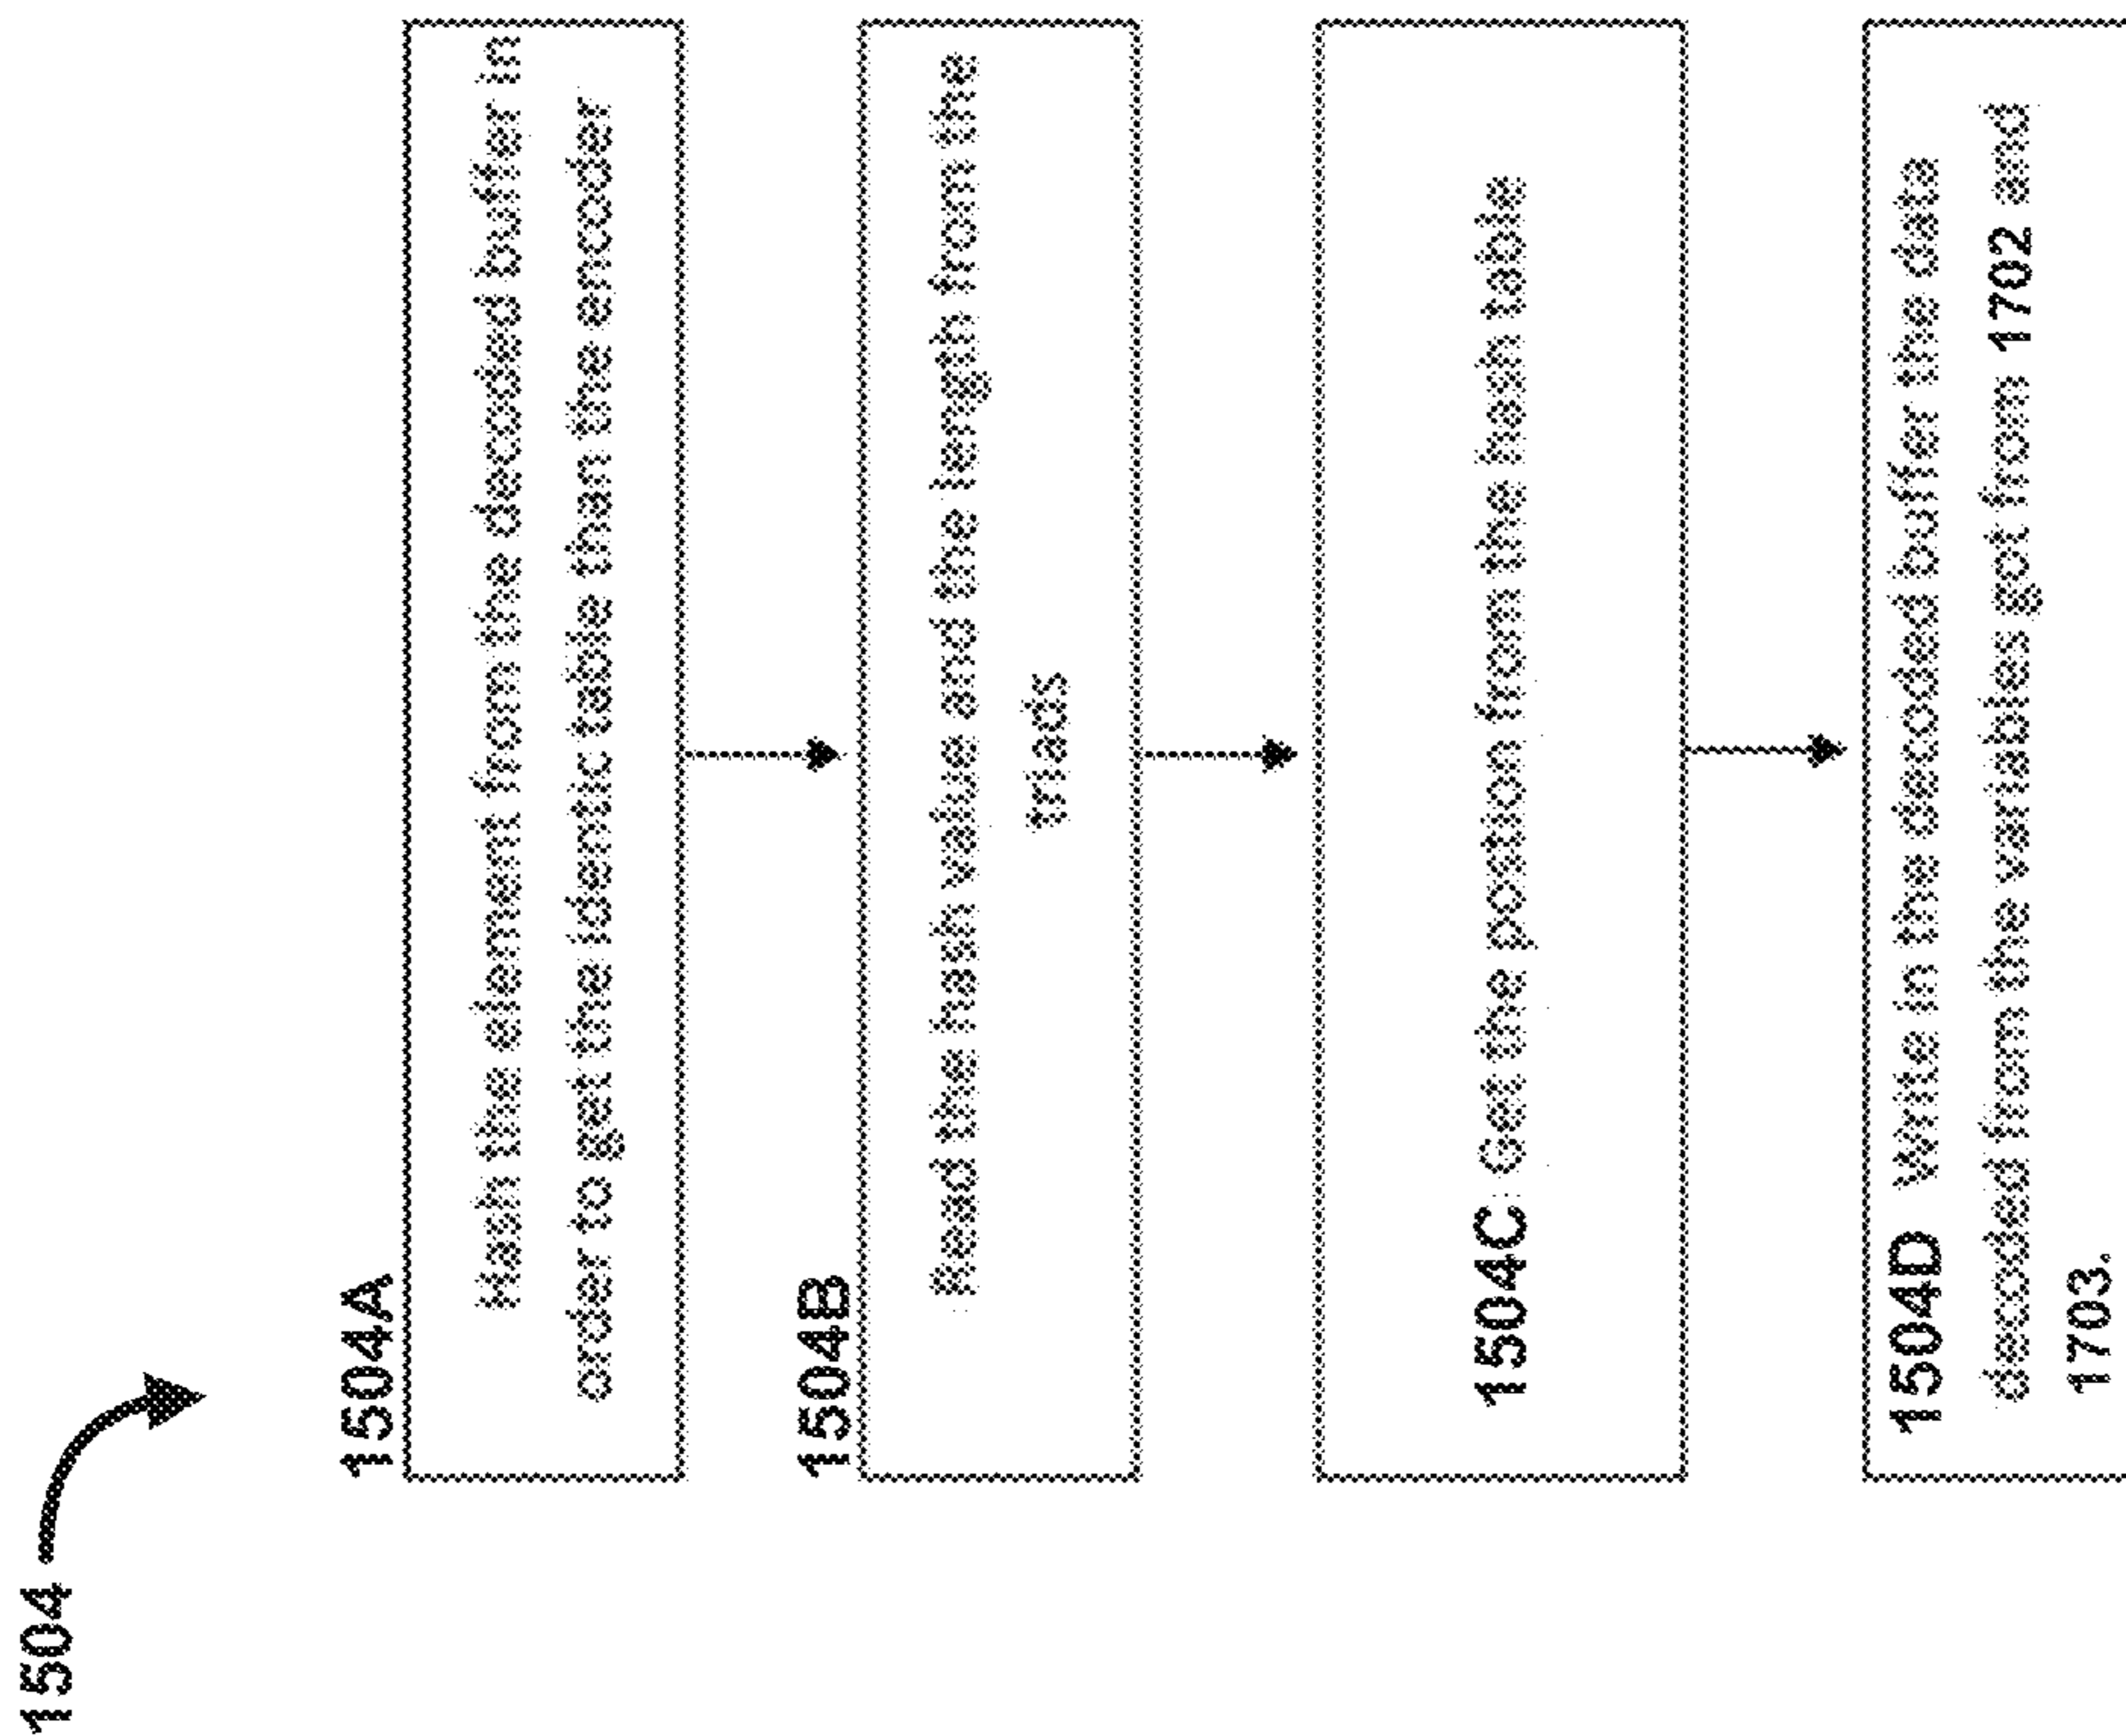 1504
1504A
Hash the element from the decoded buffer in
order to get the identic table than the encoder
1504B
Read the hash value and the length from the
triads
1504C Get the position from the hash table
1504D Write in the decoded buffer the data
decoded from the variables got from 1702 and
1703.